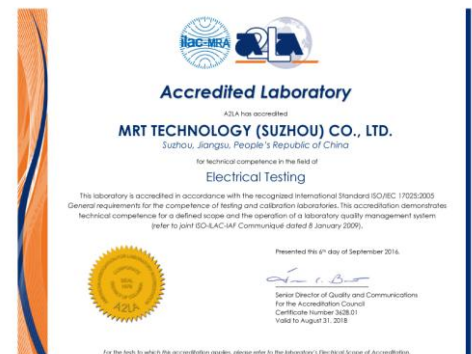 ilac-MRA
A2LA
Accredited Laboratory
A2LA has accredited
MRT TECHNOLOGY (SUZHOU) CO., LTD.
Suzhou, Jiangsu, People's Republic of China
for technical competence in the field of
Electrical Testing
This laboratory is accredited in accordance with the recognized International Standard ISO/IEC 17025:2005
General requirements for the competence of testing and calibration laboratories. This accreditation demonstrates
technical competence for a defined scope and the operation of a laboratory quality management system
(refer to joint ISO-ILAC-IAF Communiqué dated 8 January 2009).
Presented this 6th day of September 2016.
Senior Director of Quality and Communications
For the Accreditation Council
Certificate Number 3628.01
Valid to August 31, 2018
SEAL
1978
A2LA
For the tests to which this accreditation applies, please refer to the laboratory's Electrical Scope of Accreditation